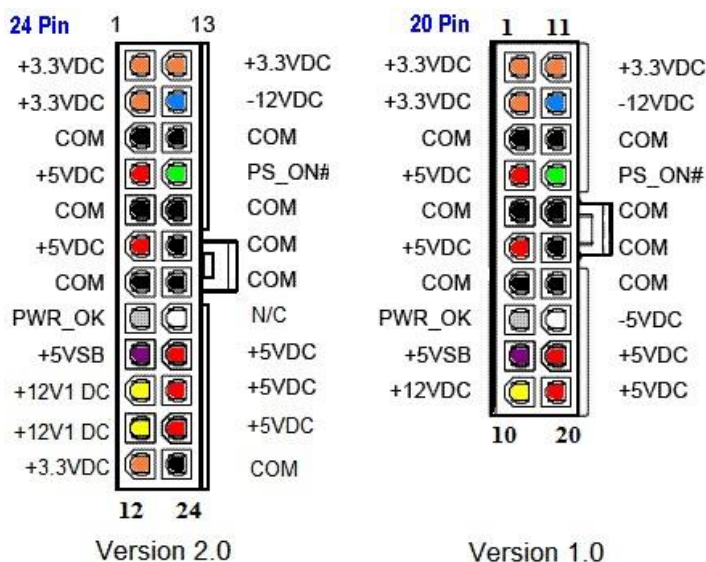 24 Pin 1 13
+3.3VDC +3.3VDC
+3.3VDC -12VDC
COM COM
+5VDC PS_ON#
COM COM
+5VDC COM
COM COM
PWR_OK N/C
+5VSB +5VDC
+12V1 DC +5VDC
+12V1 DC +5VDC
+3.3VDC COM
12 24
Version 2.0
20 Pin 1 11
+3.3VDC +3.3VDC
+3.3VDC -12VDC
COM COM
+5VDC PS_ON#
COM COM
+5VDC COM
COM COM
PWR_OK -5VDC
+5VSB +5VDC
+12VDC +5VDC
10 20
Version 1.0